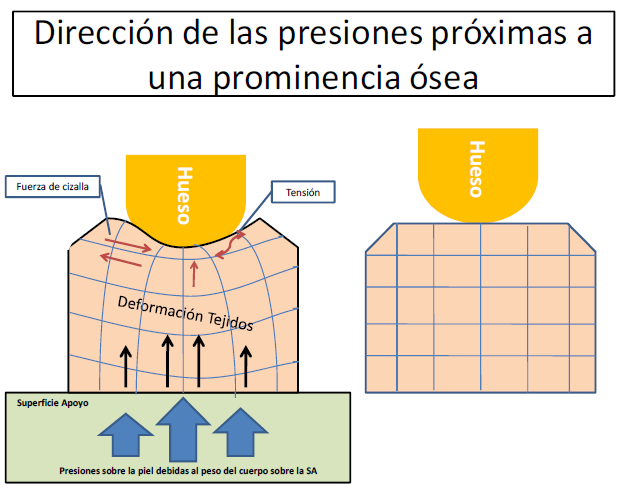 Dirección de las presiones próximas a
una prominencia ósea
Hueso
Hueso
Fuerza de cizalla
Tensión
Deformación Tejidos
Superficie Apoyo
Presiones sobre la piel debidas al peso del cuerpo sobre la SA